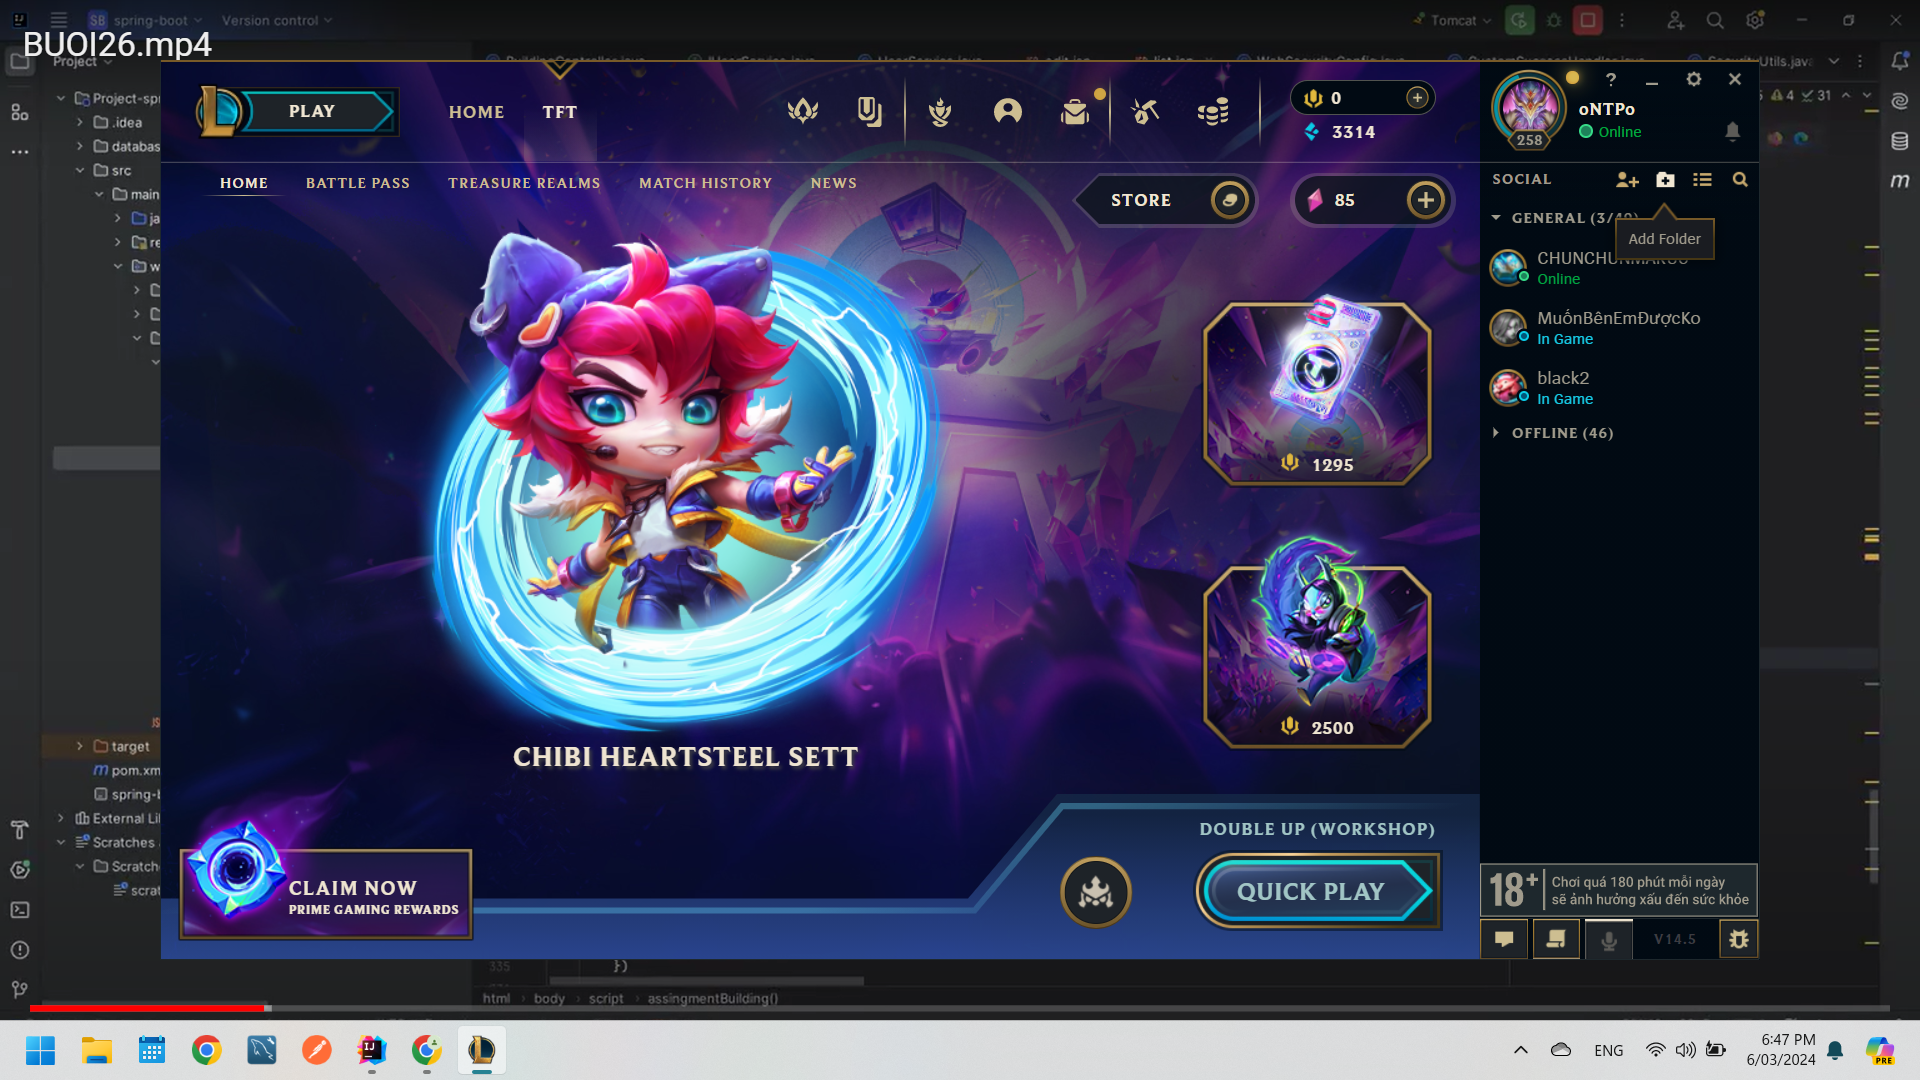 spring-boot
Version control
Tomcat
BUOI26.mp4
Project
Project-spr
.idea
databas
src
main
ja
re
w
target
pom.xm
spring-b
External Li
Scratches
Scratch
scrat
PLAY
HOME
TFT
0
3314
HOME
BATTLE PASS
TREASURE REALMS
MATCH HISTORY
NEWS
STORE
85
1295
2500
CHIBI HEARTSTEEL SETT
CLAIM NOW
PRIME GAMING REWARDS
DOUBLE UP (WORKSHOP)
QUICK PLAY
258
oNTPo
Online
4
31
SOCIAL
GENERAL
Add Folder
Online
MuốnBênEmĐượcKo
In Game
black2
In Game
OFFLINE (46)
18+
Chơi quá 180 phút mỗi ngày
sẽ ảnh hưởng xấu đến sức khỏe
V14.5
335
})
html
body
script
assingmentBuilding()
ENG
6:47 PM
6/03/2024
PRE